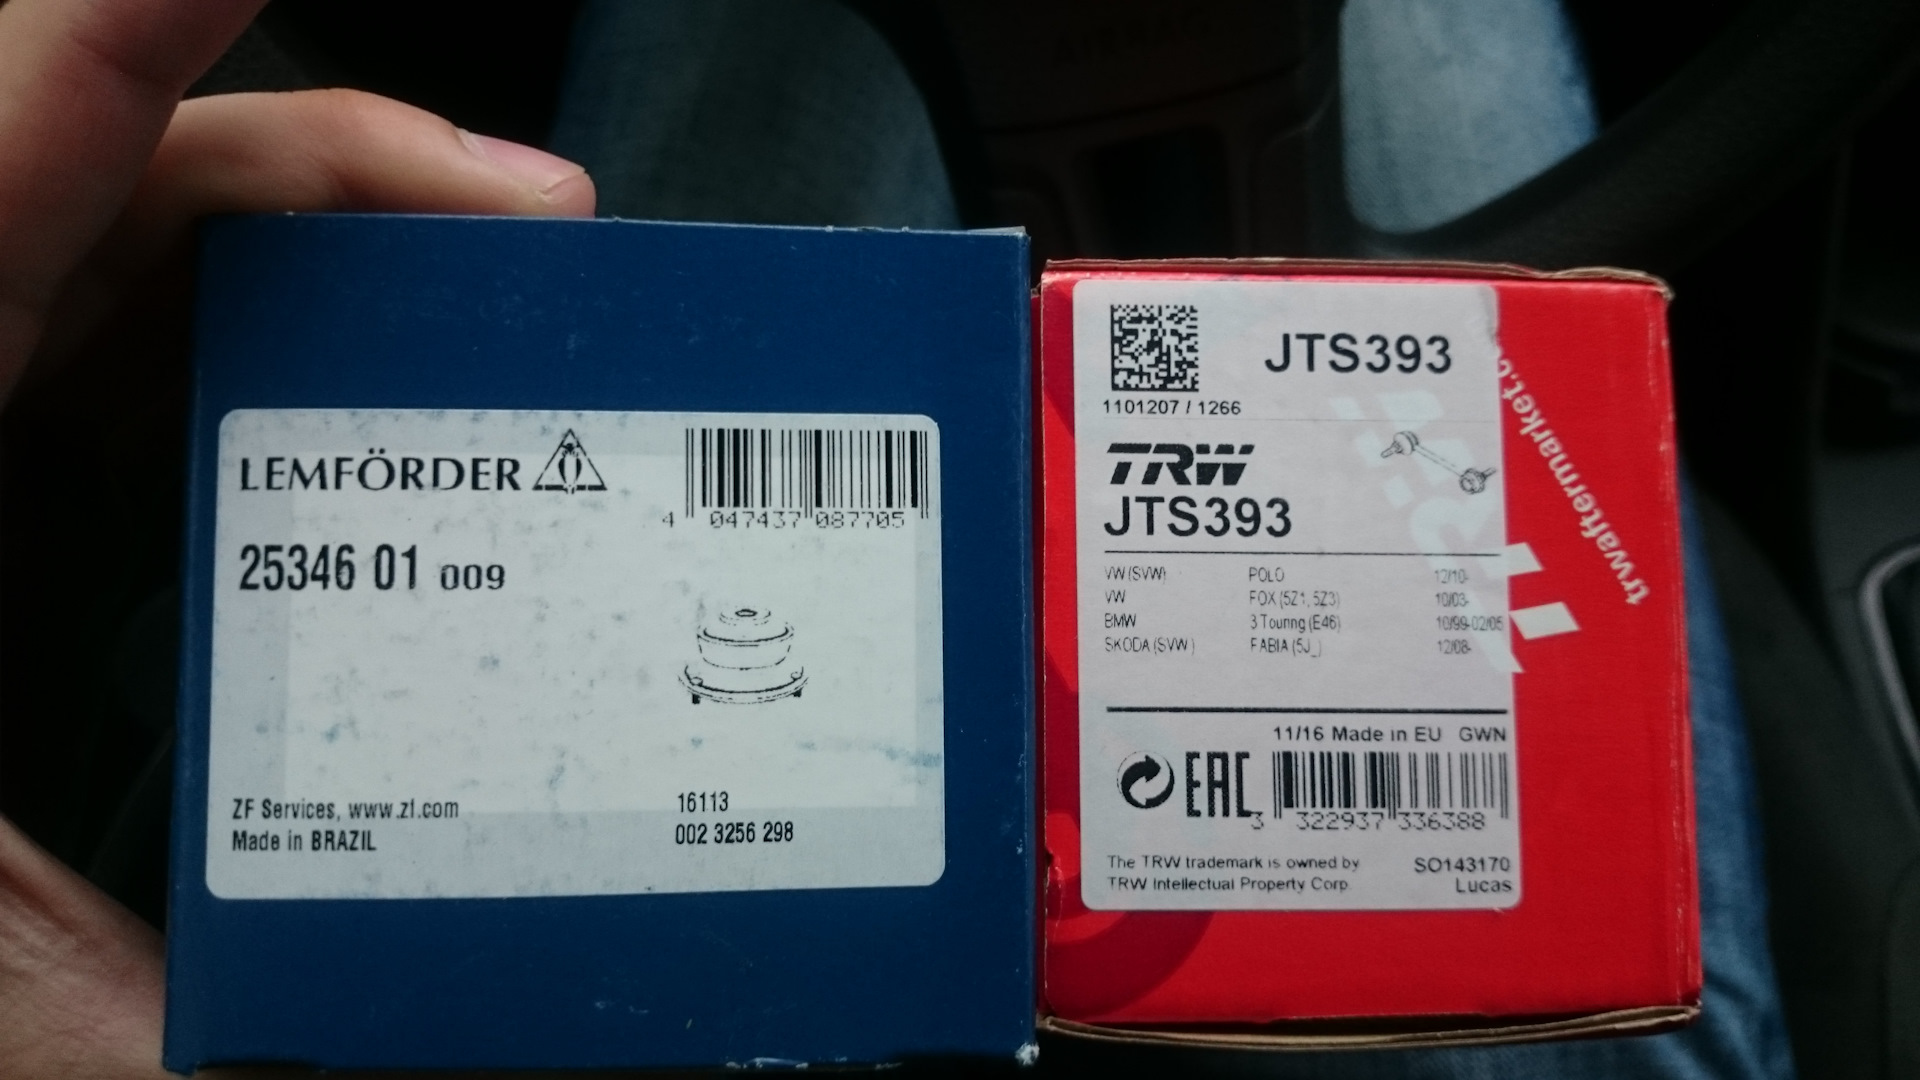 AIRBAG
LEMFÖRDER
4 047437 087705
25346 01 009
ZF Services, www.zf.com
Made in BRAZIL
16113
002 3256 298
JTS393
1101207 / 1266
TRW
JTS393
VW (SVW) POLO 12/10-
VW FOX (5Z1, 5Z3) 10/03-
BMW 3 Touring (E46) 10/99-02/05
SKODA (SVW) FABIA (5J_) 12/08-
11/16 Made in EU GWN
EAC
3 322937 336388
The TRW trademark is owned by
TRW Intellectual Property Corp.
SO143170
Lucas